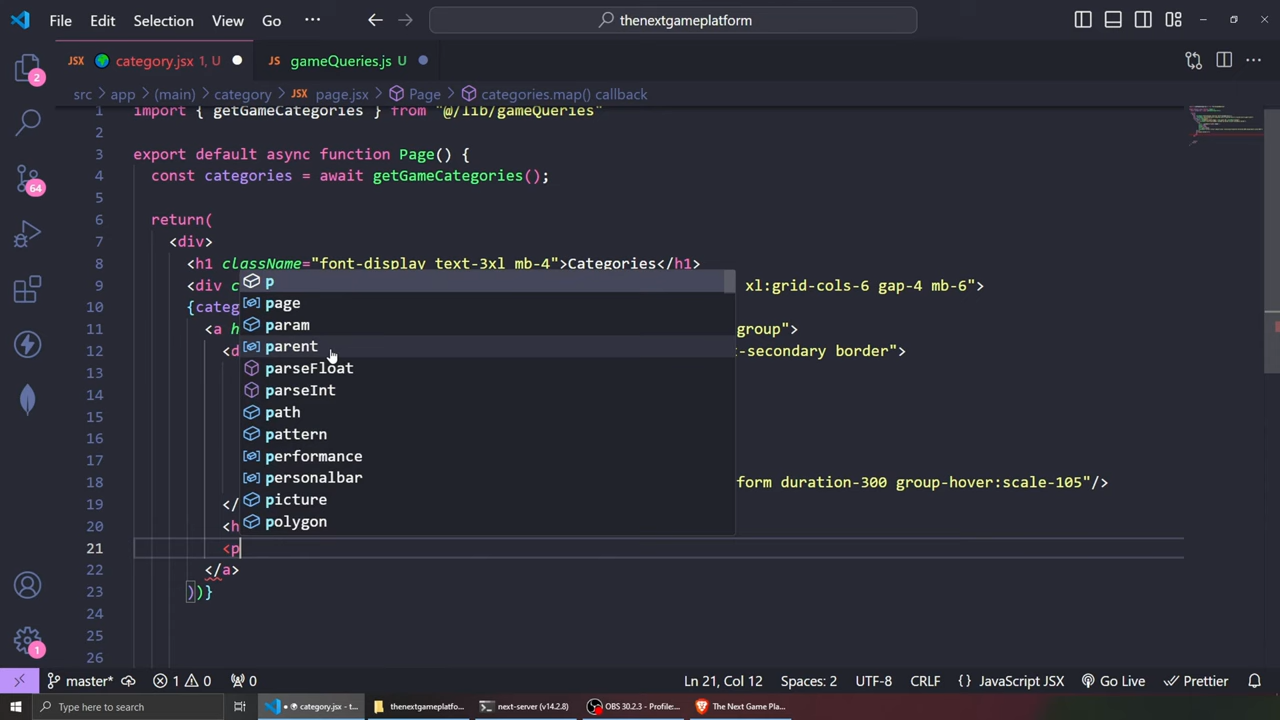 File Edit Selection View Go ··· thenextgameplatform
JSX category.jsx 1, U JS gameQueries.js U
src > app > (main) > category > JSX page.jsx > Page > categories.map() callback
1 import { getGameCategories } from "@/lib/gameQueries"
2
3 export default async function Page() {
4 const categories = await getGameCategories();
5
6 return(
7 <div>
8 <h1 className="font-display text-3xl mb-4">Categories</h1>
9 <div c xl:grid-cols-6 gap-4 mb-6">
10 {categ
11 <a h group">
12 <d -secondary border">
13
14
15
16
17
18 form duration-300 group-hover:scale-105"/>
19 </
20 <h
21 <p
22 </a>
23 ))}
24
25
26
p
page
param
parent
parseFloat
parseInt
path
pattern
performance
personalbar
picture
polygon
2
64
1
master* 1 0 0 Ln 21, Col 12 Spaces: 2 UTF-8 CRLF {} JavaScript JSX Go Live Prettier
Type here to search category.jsx - t... thenextgameplatfo... next-server (v14.2.8) OBS 30.2.3 - Profile:... The Next Game Pla...